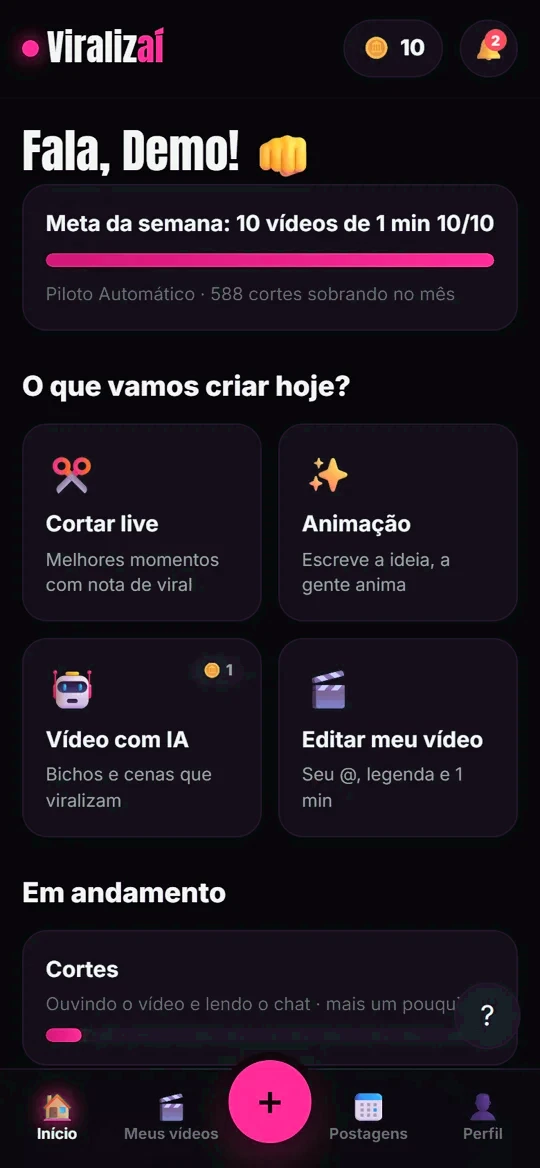 Viralizaí
10
2
Fala, Demo!
Meta da semana: 10 vídeos de 1 min 10/10
Piloto Automático · 588 cortes sobrando no mês
O que vamos criar hoje?
Cortar live
Melhores momentos
com nota de viral
Animação
Escreve a ideia, a
gente anima
1
Vídeo com IA
Bichos e cenas que
viralizam
Editar meu vídeo
Seu @, legenda e 1
min
Em andamento
Cortes
Ouvindo o vídeo e lendo o chat · mais um
?
+
Início
Meus vídeos
Postagens
Perfil